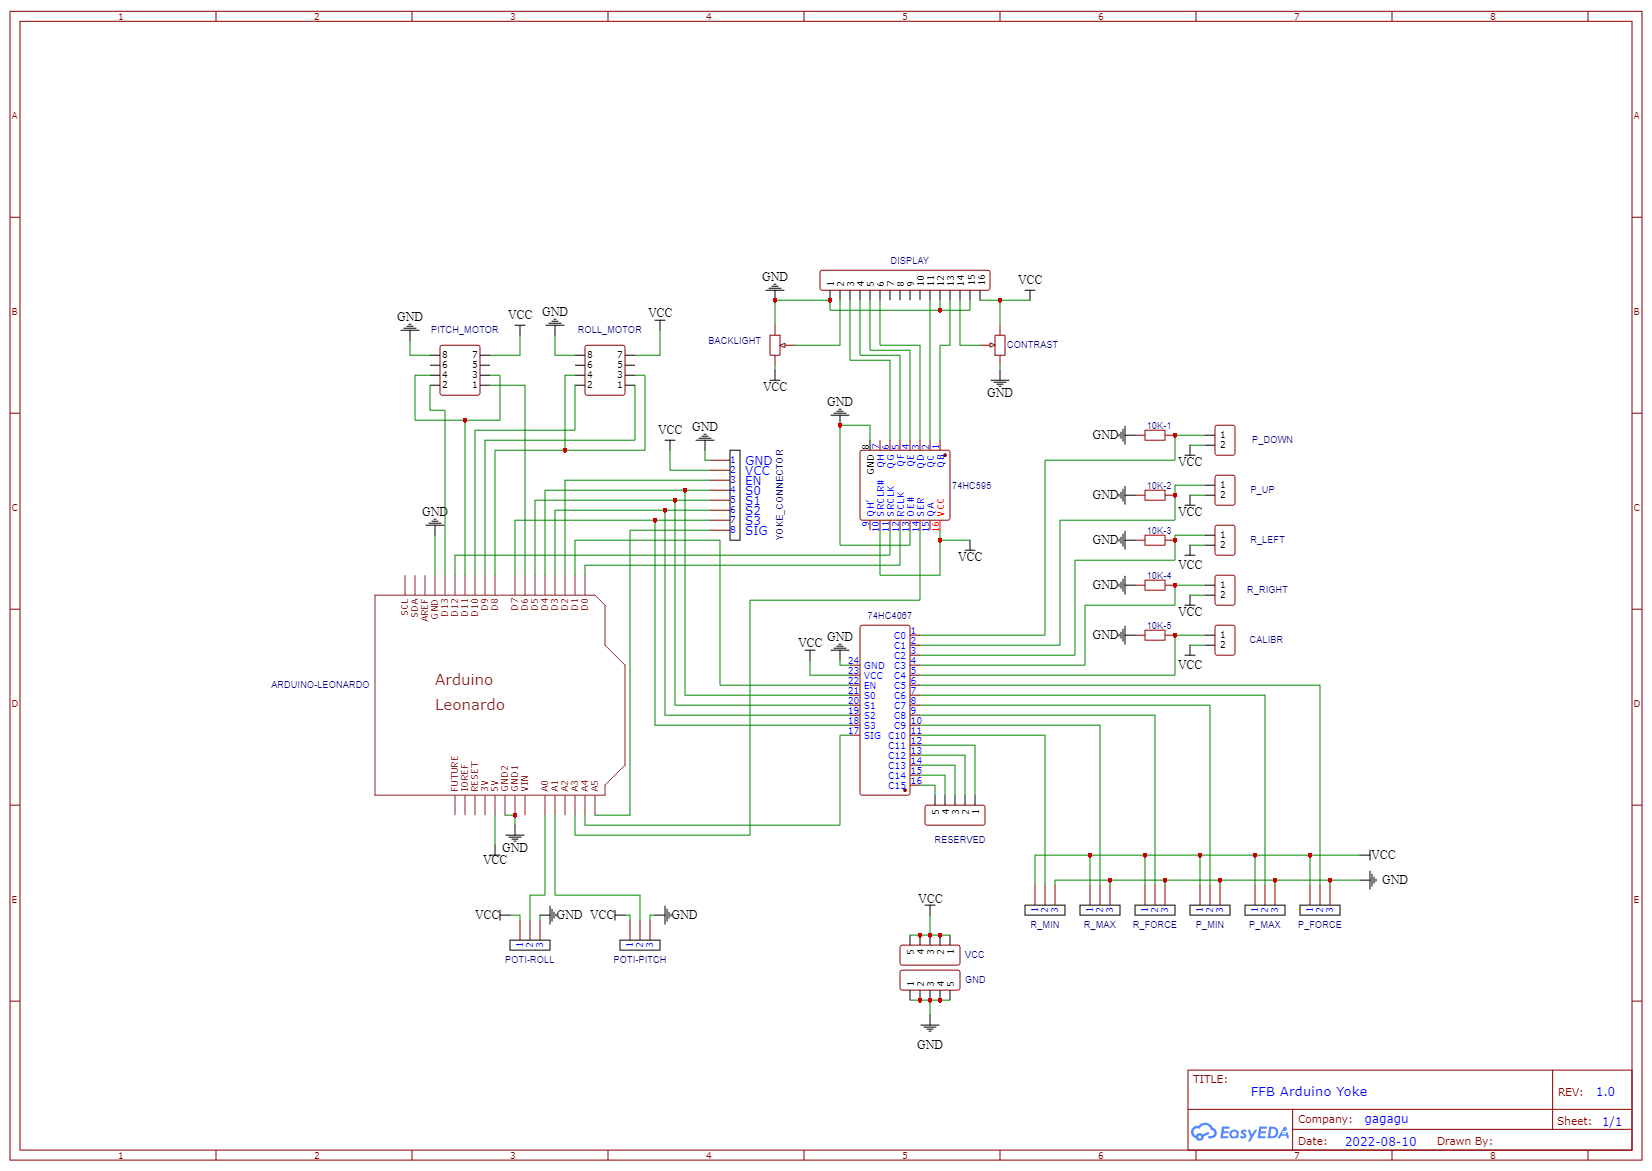 1 2 3 4 5 6 7 8
A A
B B
C C
D D
E E
DISPLAY
1 2 3 4 5 6 7 8 9 10 11 12 13 14 15 16
GND VCC
BACKLIGHT CONTRAST
VCC GND
GND VCC GND VCC
PITCH_MOTOR ROLL_MOTOR
8 7 8 7
6 5 6 5
4 3 4 3
2 1 2 1
VCC GND
1 GND
2 VCC
3 EN
4 S0
5 S1
6 S2
7 S3
8 SIG
YOKE_CONNECTOR
GND
8 7 6 5 4 3 2 1
GND QH QG QF QE QD QC QB
74HC595
QH' SRCLR# SRCLK RCLK OE# SER QA VCC
9 10 11 12 13 14 15 16
VCC
GND 10K-1 1 2 VCC P_DOWN
GND 10K-2 1 2 VCC P_UP
GND 10K-3 1 2 VCC R_LEFT
GND 10K-4 1 2 VCC R_RIGHT
GND 10K-5 1 2 VCC CALIBR
GND
SCL SDA AREF GND D13 D12 D11 D10 D9 D8 D7 D6 D5 D4 D3 D2 D1 D0
ARDUINO-LEONARDO
Arduino
Leonardo
FUTURE IOREF RESET 3V 5V GND2 GND1 VIN A0 A1 A2 A3 A4 A5
GND
VCC
74HC4067
VCC GND
24 GND
23 VCC
22 EN
21 S0
20 S1
19 S2
18 S3
17 SIG
C0 1
C1 2
C2 3
C3 4
C4 5
C5 6
C6 7
C7 8
C8 9
C9 10
C10 11
C11 12
C12 13
C13 14
C14 15
C15 16
5 4 3 2 1
RESERVED
VCC GND VCC GND
1 2 3 1 2 3
POTI-ROLL POTI-PITCH
VCC
GND
1 2 3 1 2 3 1 2 3 1 2 3 1 2 3 1 2 3
R_MIN R_MAX R_FORCE P_MIN P_MAX P_FORCE
VCC
5 4 3 2 1 VCC
1 2 3 4 5 GND
GND
TITLE:
FFB Arduino Yoke
REV: 1.0
EasyEDA
Company: gagagu
Sheet: 1/1
Date: 2022-08-10 Drawn By:
1 2 3 4 5 6 7 8